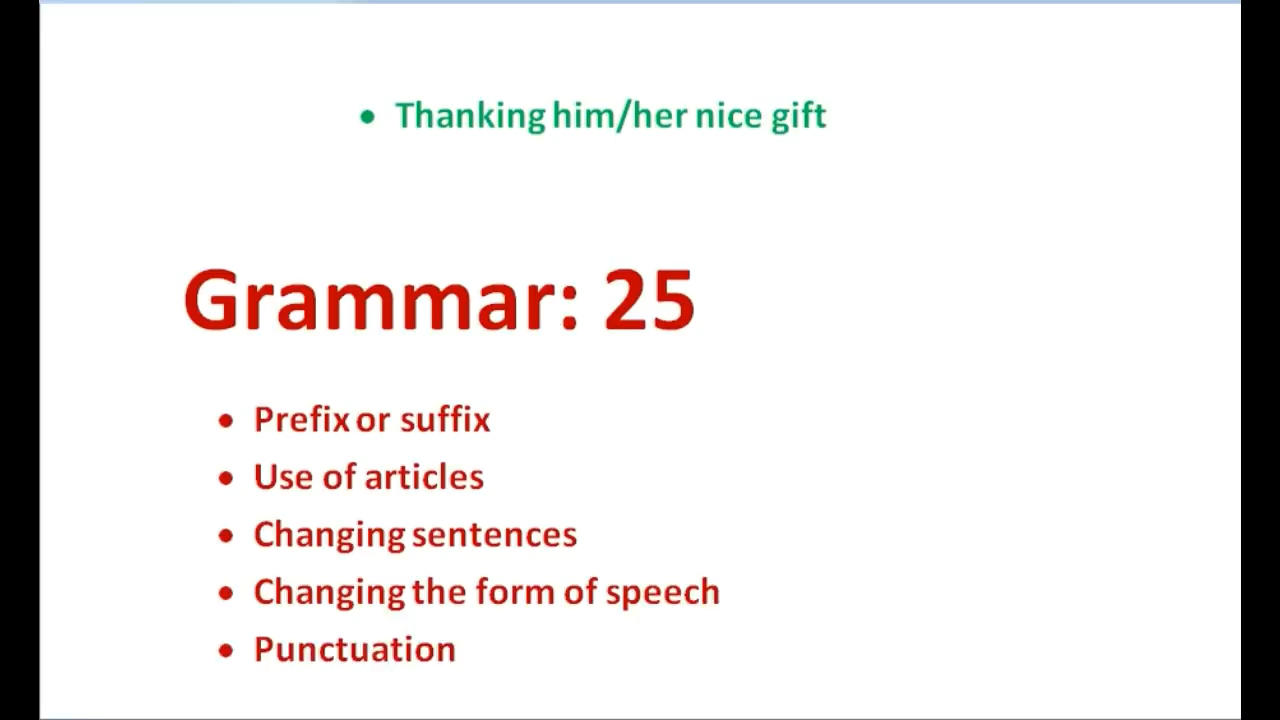 • Thanking him/her nice gift
Grammar: 25
• Prefix or suffix
• Use of articles
• Changing sentences
• Changing the form of speech
• Punctuation